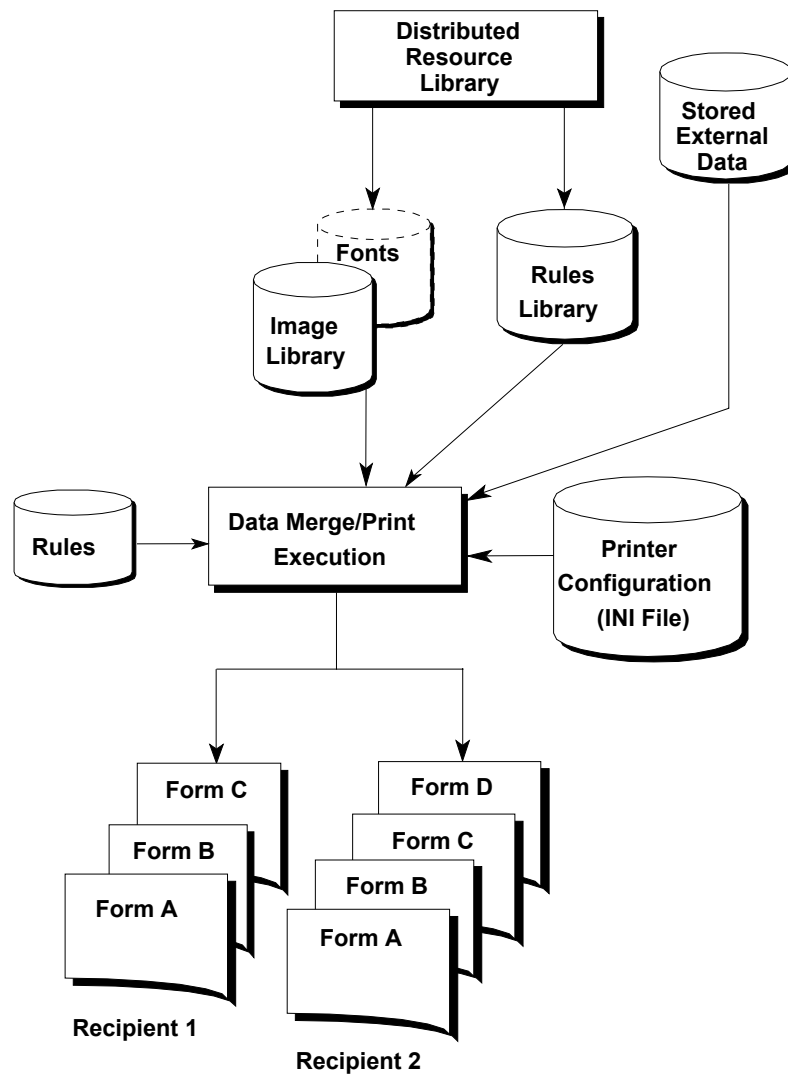 Distributed
Resource
Library
Stored
External
Data
Fonts
Image
Library
Rules
Library
Rules
Data Merge/Print
Execution
Printer
Configuration
(INI File)
Form C
Form B
Form A
Recipient 1
Form D
Form C
Form B
Form A
Recipient 2